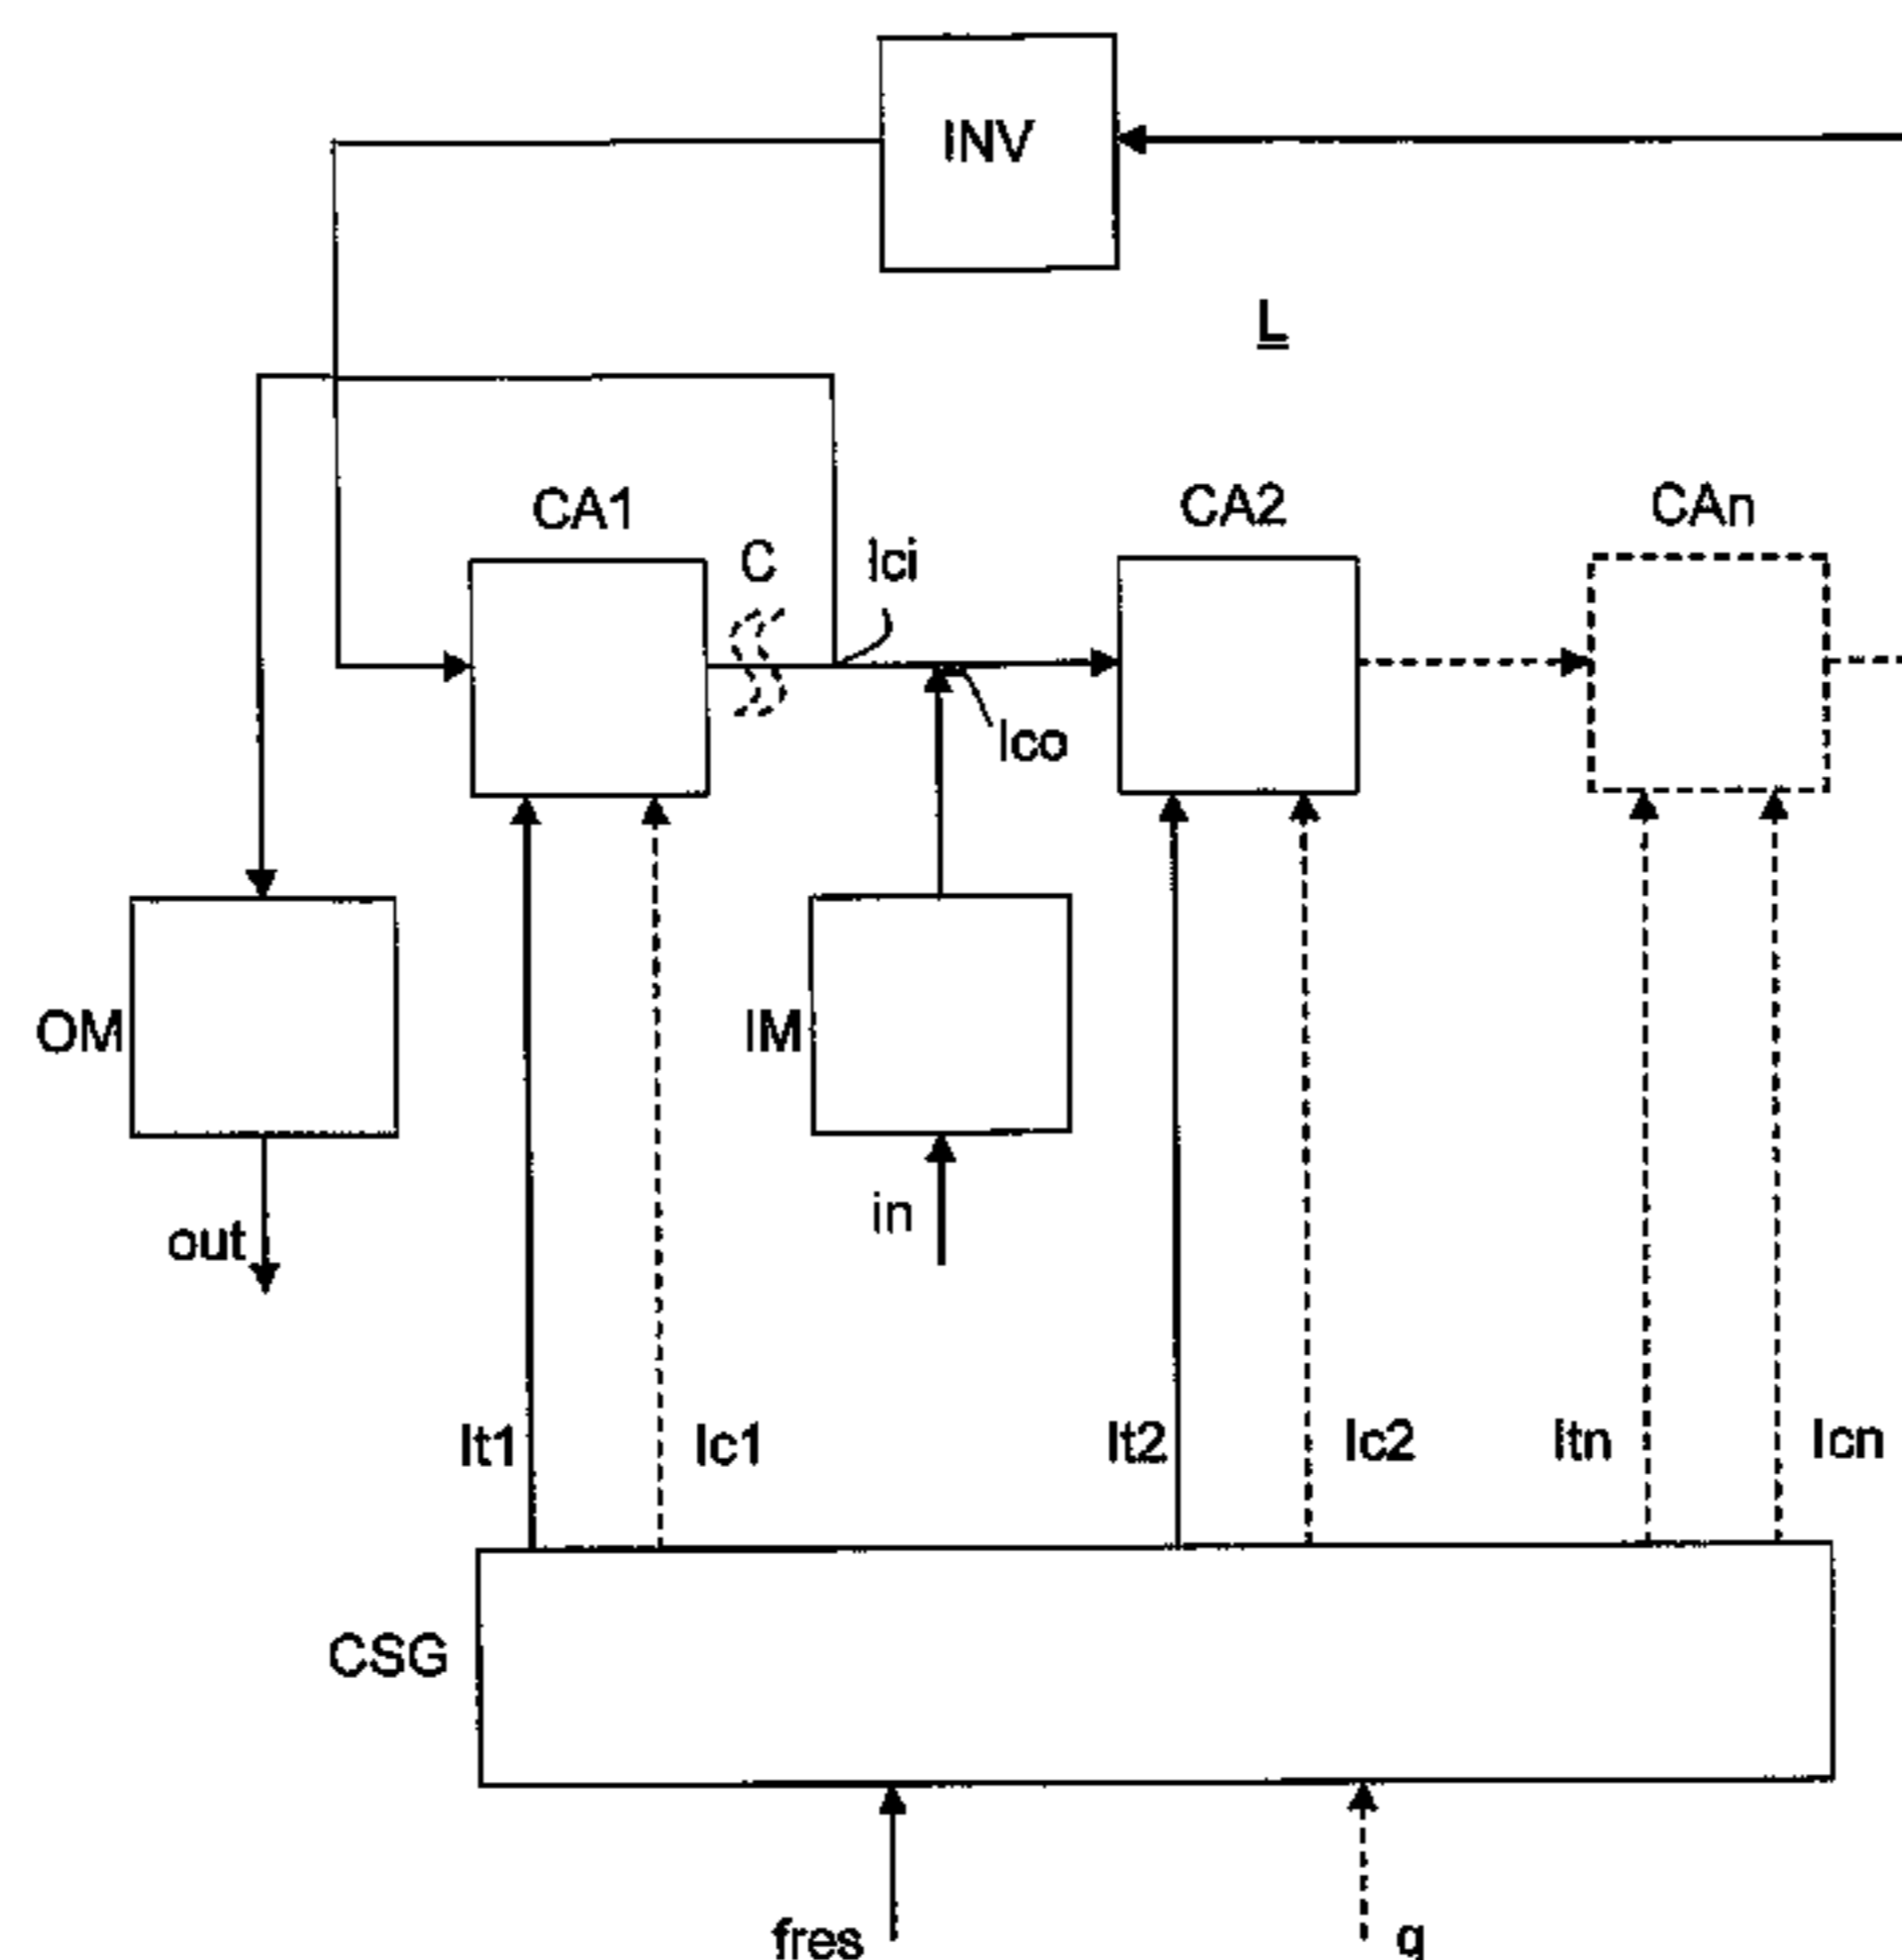 INV
L
CA1
CA2
CAn
C
Ici
Ico
OM
IM
in
out
It1
Ic1
It2
Ic2
Itn
Icn
CSG
fres
q